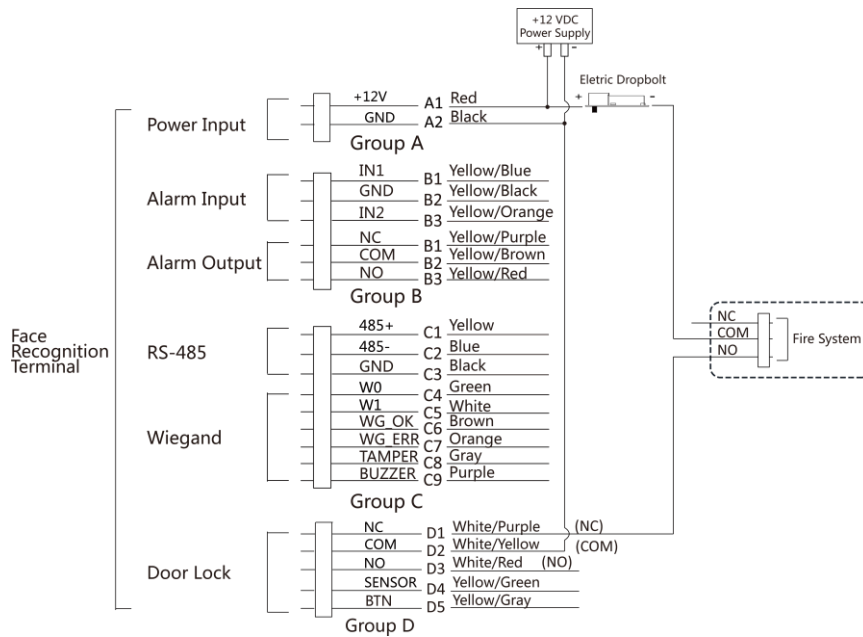 +12 VDC
Power Supply
+ -
Eletric Dropbolt
+ -
Face
Recognition
Terminal
Power Input
+12V A1 Red
GND A2 Black
Group A
Alarm Input
IN1 B1 Yellow/Blue
GND B2 Yellow/Black
IN2 B3 Yellow/Orange
Alarm Output
NC B1 Yellow/Purple
COM B2 Yellow/Brown
NO B3 Yellow/Red
Group B
NC
COM
NO
Fire System
RS-485
485+ C1 Yellow
485- C2 Blue
GND C3 Black
Wiegand
W0 C4 Green
W1 C5 White
WG_OK C6 Brown
WG_ERR C7 Orange
TAMPER C8 Gray
BUZZER C9 Purple
Group C
Door Lock
NC D1 White/Purple (NC)
COM D2 White/Yellow (COM)
NO D3 White/Red (NO)
SENSOR D4 Yellow/Green
BTN D5 Yellow/Gray
Group D